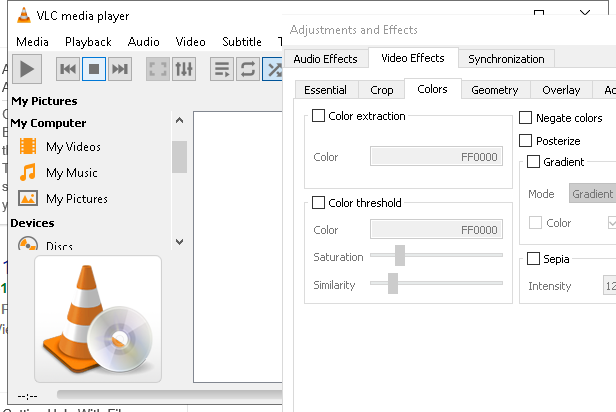 VLC media player
Media Playback Audio Video Subtitle T
My Pictures
My Computer
My Videos
My Music
My Pictures
Devices
Discs
--:--
Adjustments and Effects
Audio Effects Video Effects Synchronization
Essential Crop Colors Geometry Overlay
Color extraction
Color FF0000
Color threshold
Color FF0000
Saturation
Similarity
Negate colors
Posterize
Gradient
Mode Gradient
Color
Sepia
Intensity 12